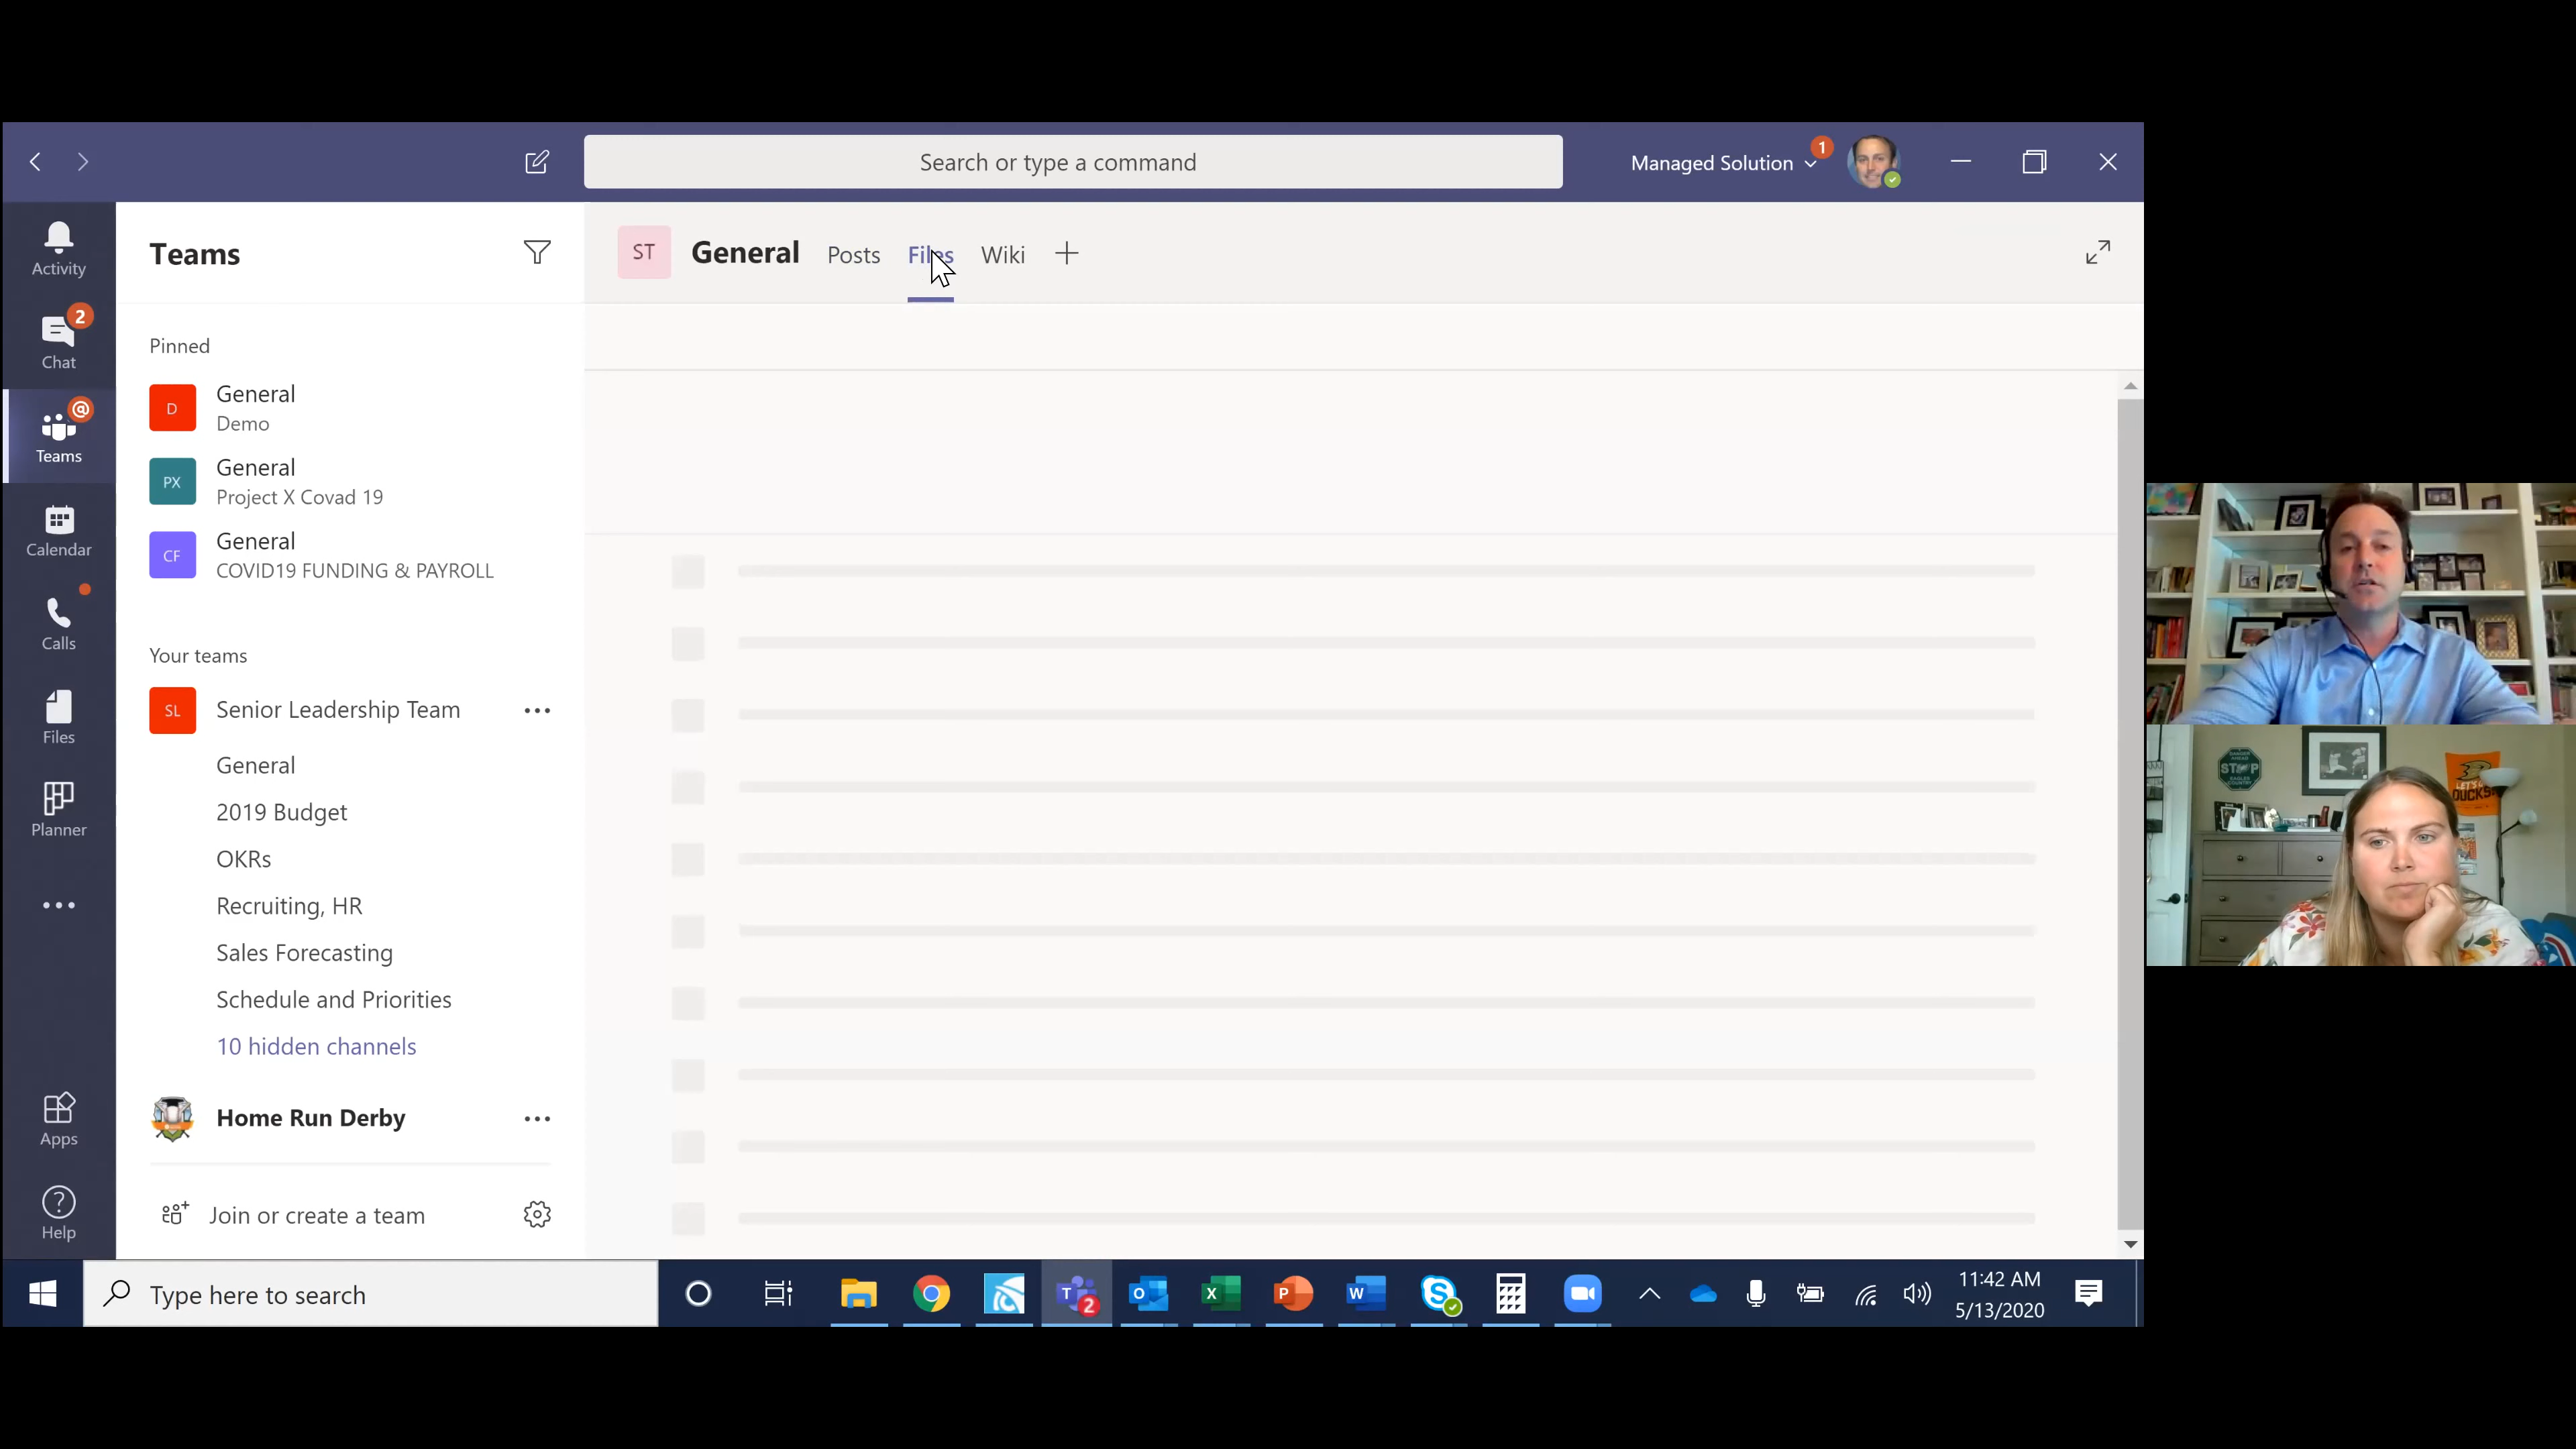 Search or type a command
Managed Solution
1
Activity
2
Chat
@
Teams
Calendar
Calls
Files
Planner
Apps
Help
Teams
Pinned
D
General
Demo
PX
General
Project X Covad 19
CF
General
COVID19 FUNDING & PAYROLL
Your teams
SL
Senior Leadership Team
General
2019 Budget
OKRs
Recruiting, HR
Sales Forecasting
Schedule and Priorities
10 hidden channels
Home Run Derby
Join or create a team
ST
General
Posts
Files
Wiki
STOP
DUCKS
Type here to search
T
2
O
X
P
W
S
11:42 AM
5/13/2020